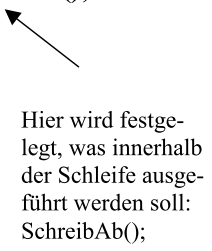 Hier wird festge-
legt, was innerhalb
der Schleife ausge-
führt werden soll:
SchreibAb();